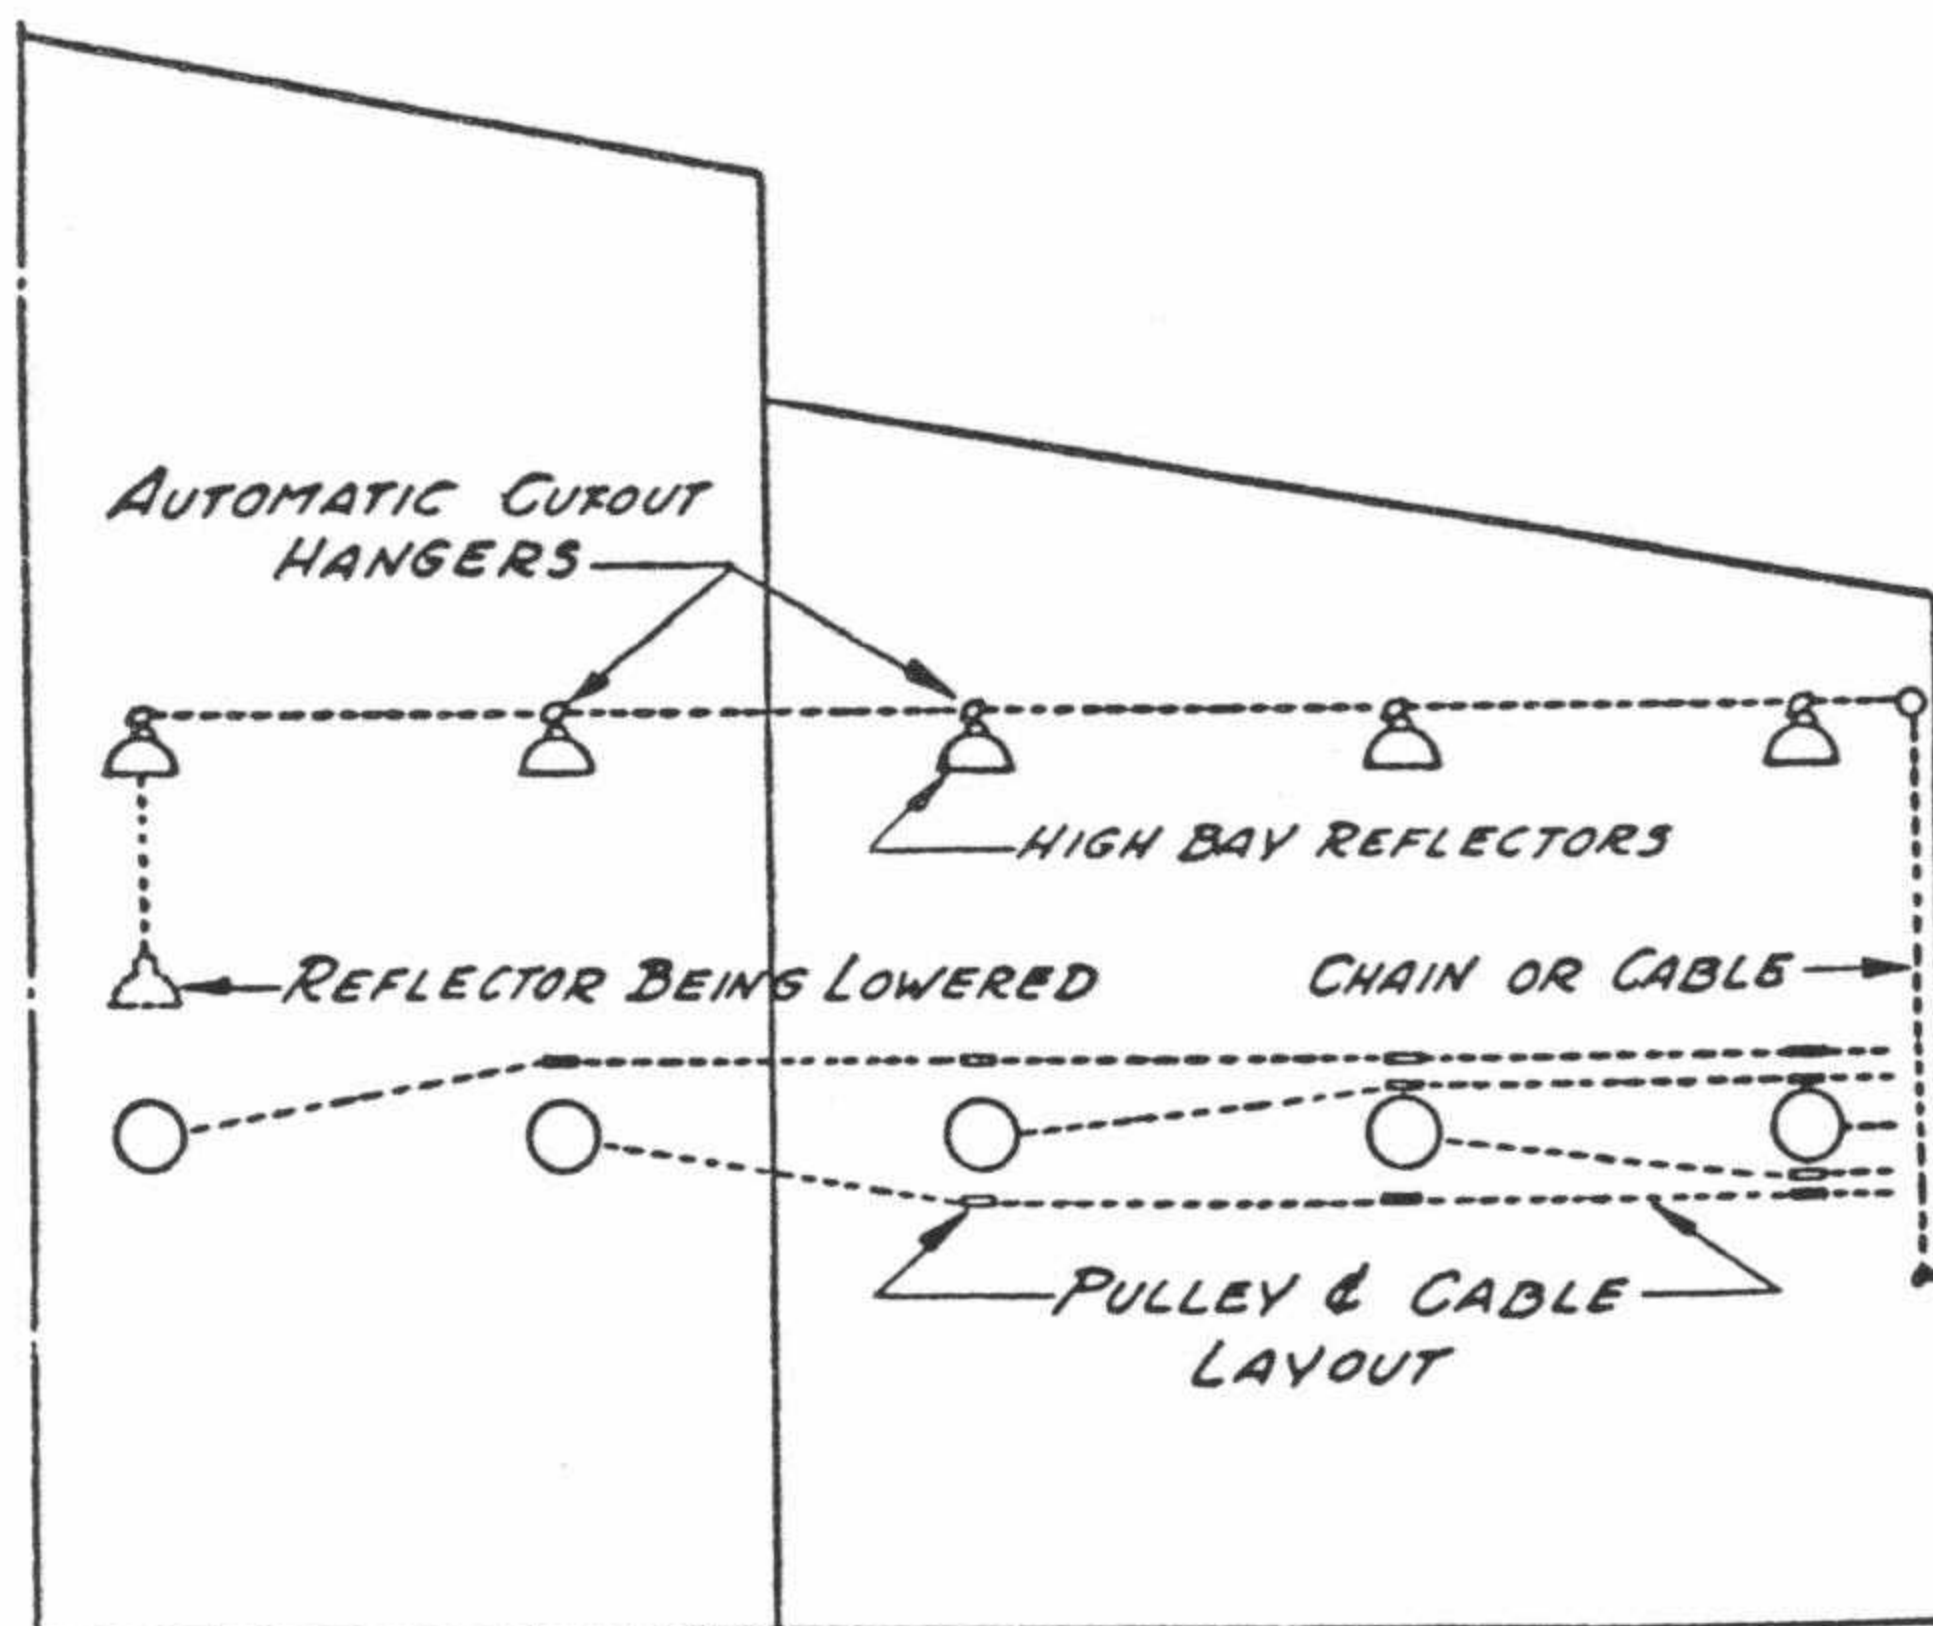 AUTOMATIC CUTOUT
HANGERS
HIGH BAY REFLECTORS
REFLECTOR BEING LOWERED
CHAIN OR CABLE
PULLEY & CABLE
LAYOUT